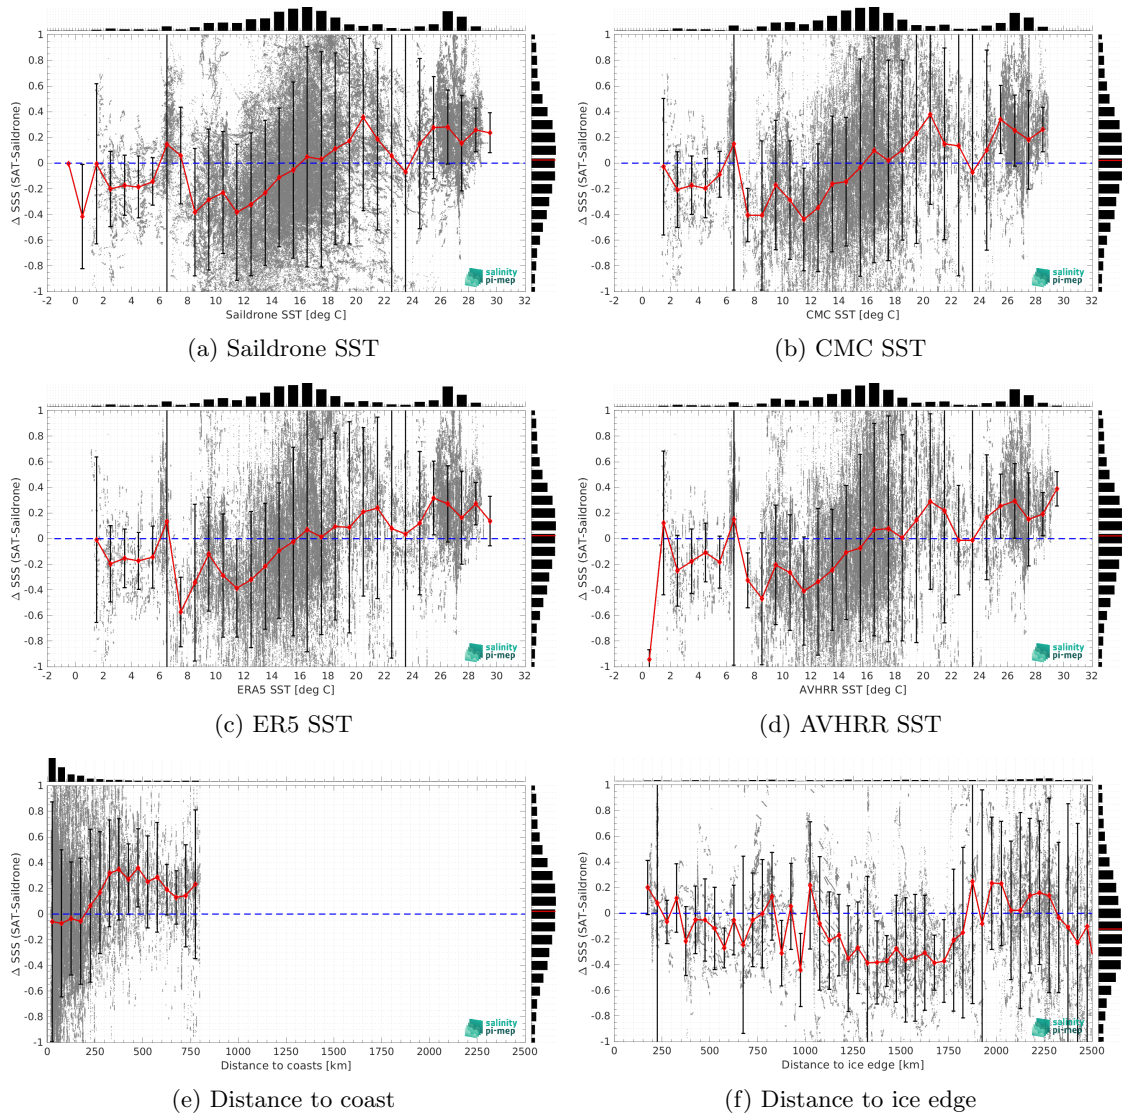 1
0.8
0.6
0.4
0.2
0
-0.2
-0.4
-0.6
-0.8
-1
Δ SSS (SAT-Saildrone)
-2 0 2 4 6 8 10 12 14 16 18 20 22 24 26 28 30 32
Saildrone SST [deg C]
salinity
pi-mep
(a) Saildrone SST
1
0.8
0.6
0.4
0.2
0
-0.2
-0.4
-0.6
-0.8
-1
Δ SSS (SAT-Saildrone)
-2 0 2 4 6 8 10 12 14 16 18 20 22 24 26 28 30 32
CMC SST [deg C]
salinity
pi-mep
(b) CMC SST
1
0.8
0.6
0.4
0.2
0
-0.2
-0.4
-0.6
-0.8
-1
Δ SSS (SAT-Saildrone)
-2 0 2 4 6 8 10 12 14 16 18 20 22 24 26 28 30 32
ERA5 SST [deg C]
salinity
pi-mep
(c) ER5 SST
1
0.8
0.6
0.4
0.2
0
-0.2
-0.4
-0.6
-0.8
-1
Δ SSS (SAT-Saildrone)
-2 0 2 4 6 8 10 12 14 16 18 20 22 24 26 28 30 32
AVHRR SST [deg C]
salinity
pi-mep
(d) AVHRR SST
1
0.8
0.6
0.4
0.2
0
-0.2
-0.4
-0.6
-0.8
-1
Δ SSS (SAT-Saildrone)
0 250 500 750 1000 1250 1500 1750 2000 2250 2500
Distance to coasts [km]
salinity
pi-mep
(e) Distance to coast
1
0.8
0.6
0.4
0.2
0
-0.2
-0.4
-0.6
-0.8
-1
Δ SSS (SAT-Saildrone)
0 250 500 750 1000 1250 1500 1750 2000 2250 2500
Distance to ice edge [km]
salinity
pi-mep
(f) Distance to ice edge